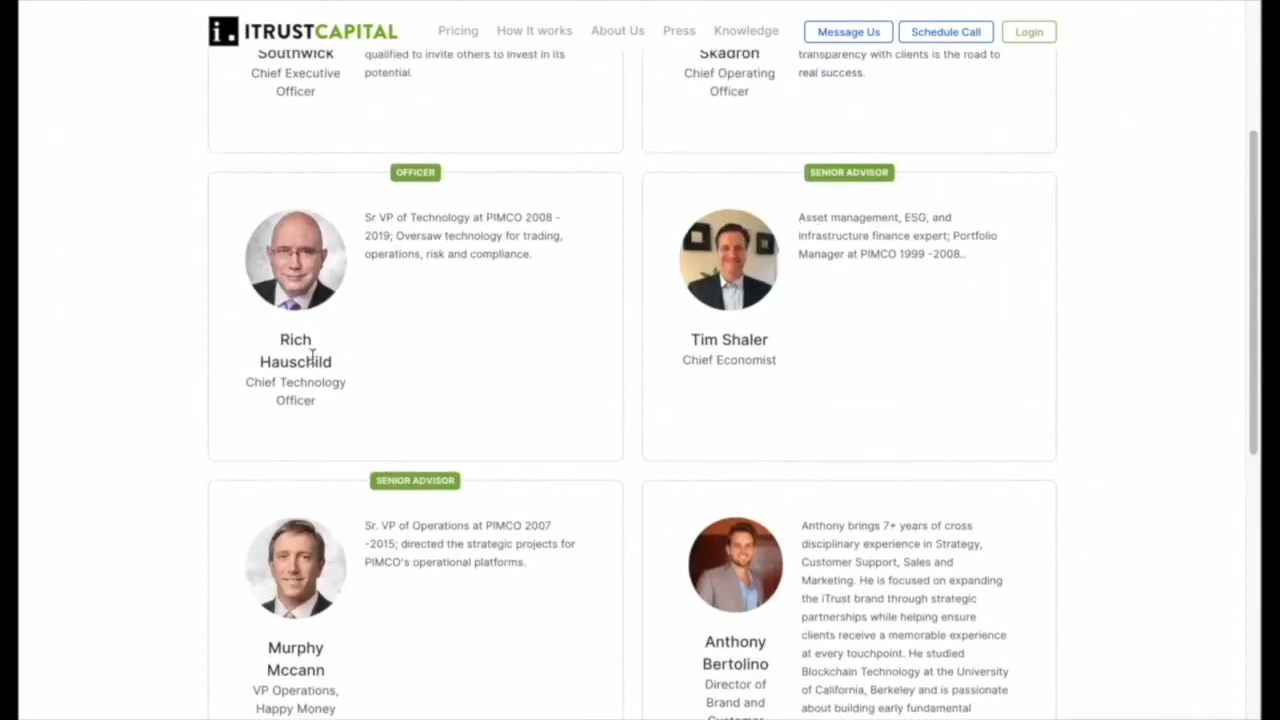 i. ITRUSTCAPITAL
Pricing How It works About Us Press Knowledge
Message Us Schedule Call Login
Southwick
Chief Executive
Officer
qualified to invite others to invest in its
potential.
Skadron
Chief Operating
Officer
transparency with clients is the road to
real success.
OFFICER
Rich
Hauschild
Chief Technology
Officer
Sr VP of Technology at PIMCO 2008 -
2019; Oversaw technology for trading,
operations, risk and compliance.
SENIOR ADVISOR
Tim Shaler
Chief Economist
Asset management, ESG, and
infrastructure finance expert; Portfolio
Manager at PIMCO 1999 -2008..
SENIOR ADVISOR
Murphy
Mccann
VP Operations,
Happy Money
Sr. VP of Operations at PIMCO 2007
-2015; directed the strategic projects for
PIMCO's operational platforms.
Anthony
Bertolino
Director of
Brand and
Customer
Anthony brings 7+ years of cross
disciplinary experience in Strategy,
Customer Support, Sales and
Marketing. He is focused on expanding
the iTrust brand through strategic
partnerships while helping ensure
clients receive a memorable experience
at every touchpoint. He studied
Blockchain Technology at the University
of California, Berkeley and is passionate
about building early fundamental